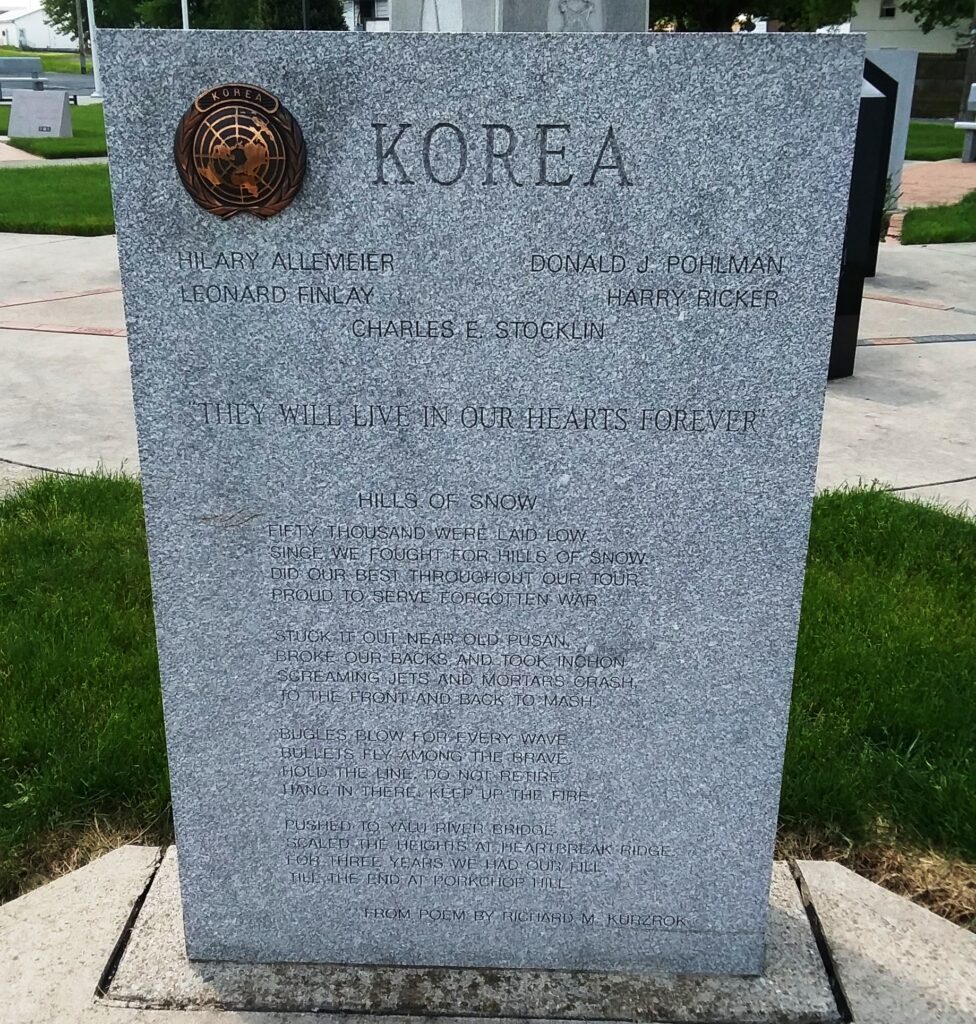 KOREA
KOREA
HILARY ALLEMEIER DONALD J. POHLMAN
LEONARD FINLAY HARRY RICKER
CHARLES E. STOCKLIN
"THEY WILL LIVE IN OUR HEARTS FOREVER"
HILLS OF SNOW
FIFTY THOUSAND WERE LAID LOW
SINCE WE FOUGHT FOR HILLS OF SNOW.
DID OUR BEST THROUGHOUT OUR TOUR,
PROUD TO SERVE FORGOTTEN WAR.
STUCK IT OUT NEAR OLD PUSAN,
BROKE OUR BACKS AND TOOK INCHON.
SCREAMING JETS AND MORTARS CRASH,
TO THE FRONT AND BACK TO MASH.
BUGLES BLOW FOR EVERY WAVE
BULLETS FLY AMONG THE BRAVE.
HOLD THE LINE, DO NOT RETIRE.
HANG IN THERE, KEEP UP THE FIRE.
PUSHED TO YALU RIVER BRIDGE.
SCALED THE HEIGHTS AT HEARTBREAK RIDGE.
FOR THREE YEARS WE HAD OUR FILL
TILL THE END AT PORKCHOP HILL.
FROM POEM BY RICHARD M. KURZROK